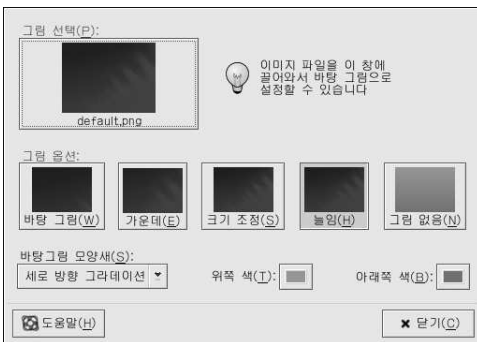 그림 선택(P):
default.png
이미지 파일을 이 창에
끌어와서 바탕 그림으로
설정할 수 있습니다
그림 옵션:
바탕 그림(W)
가운데(E)
크기 조정(S)
늘임(H)
그림 없음(N)
바탕그림 모양새(S):
세로 방향 그라데이션
위쪽 색(T):
아래쪽 색(B):
도움말(H)
닫기(C)